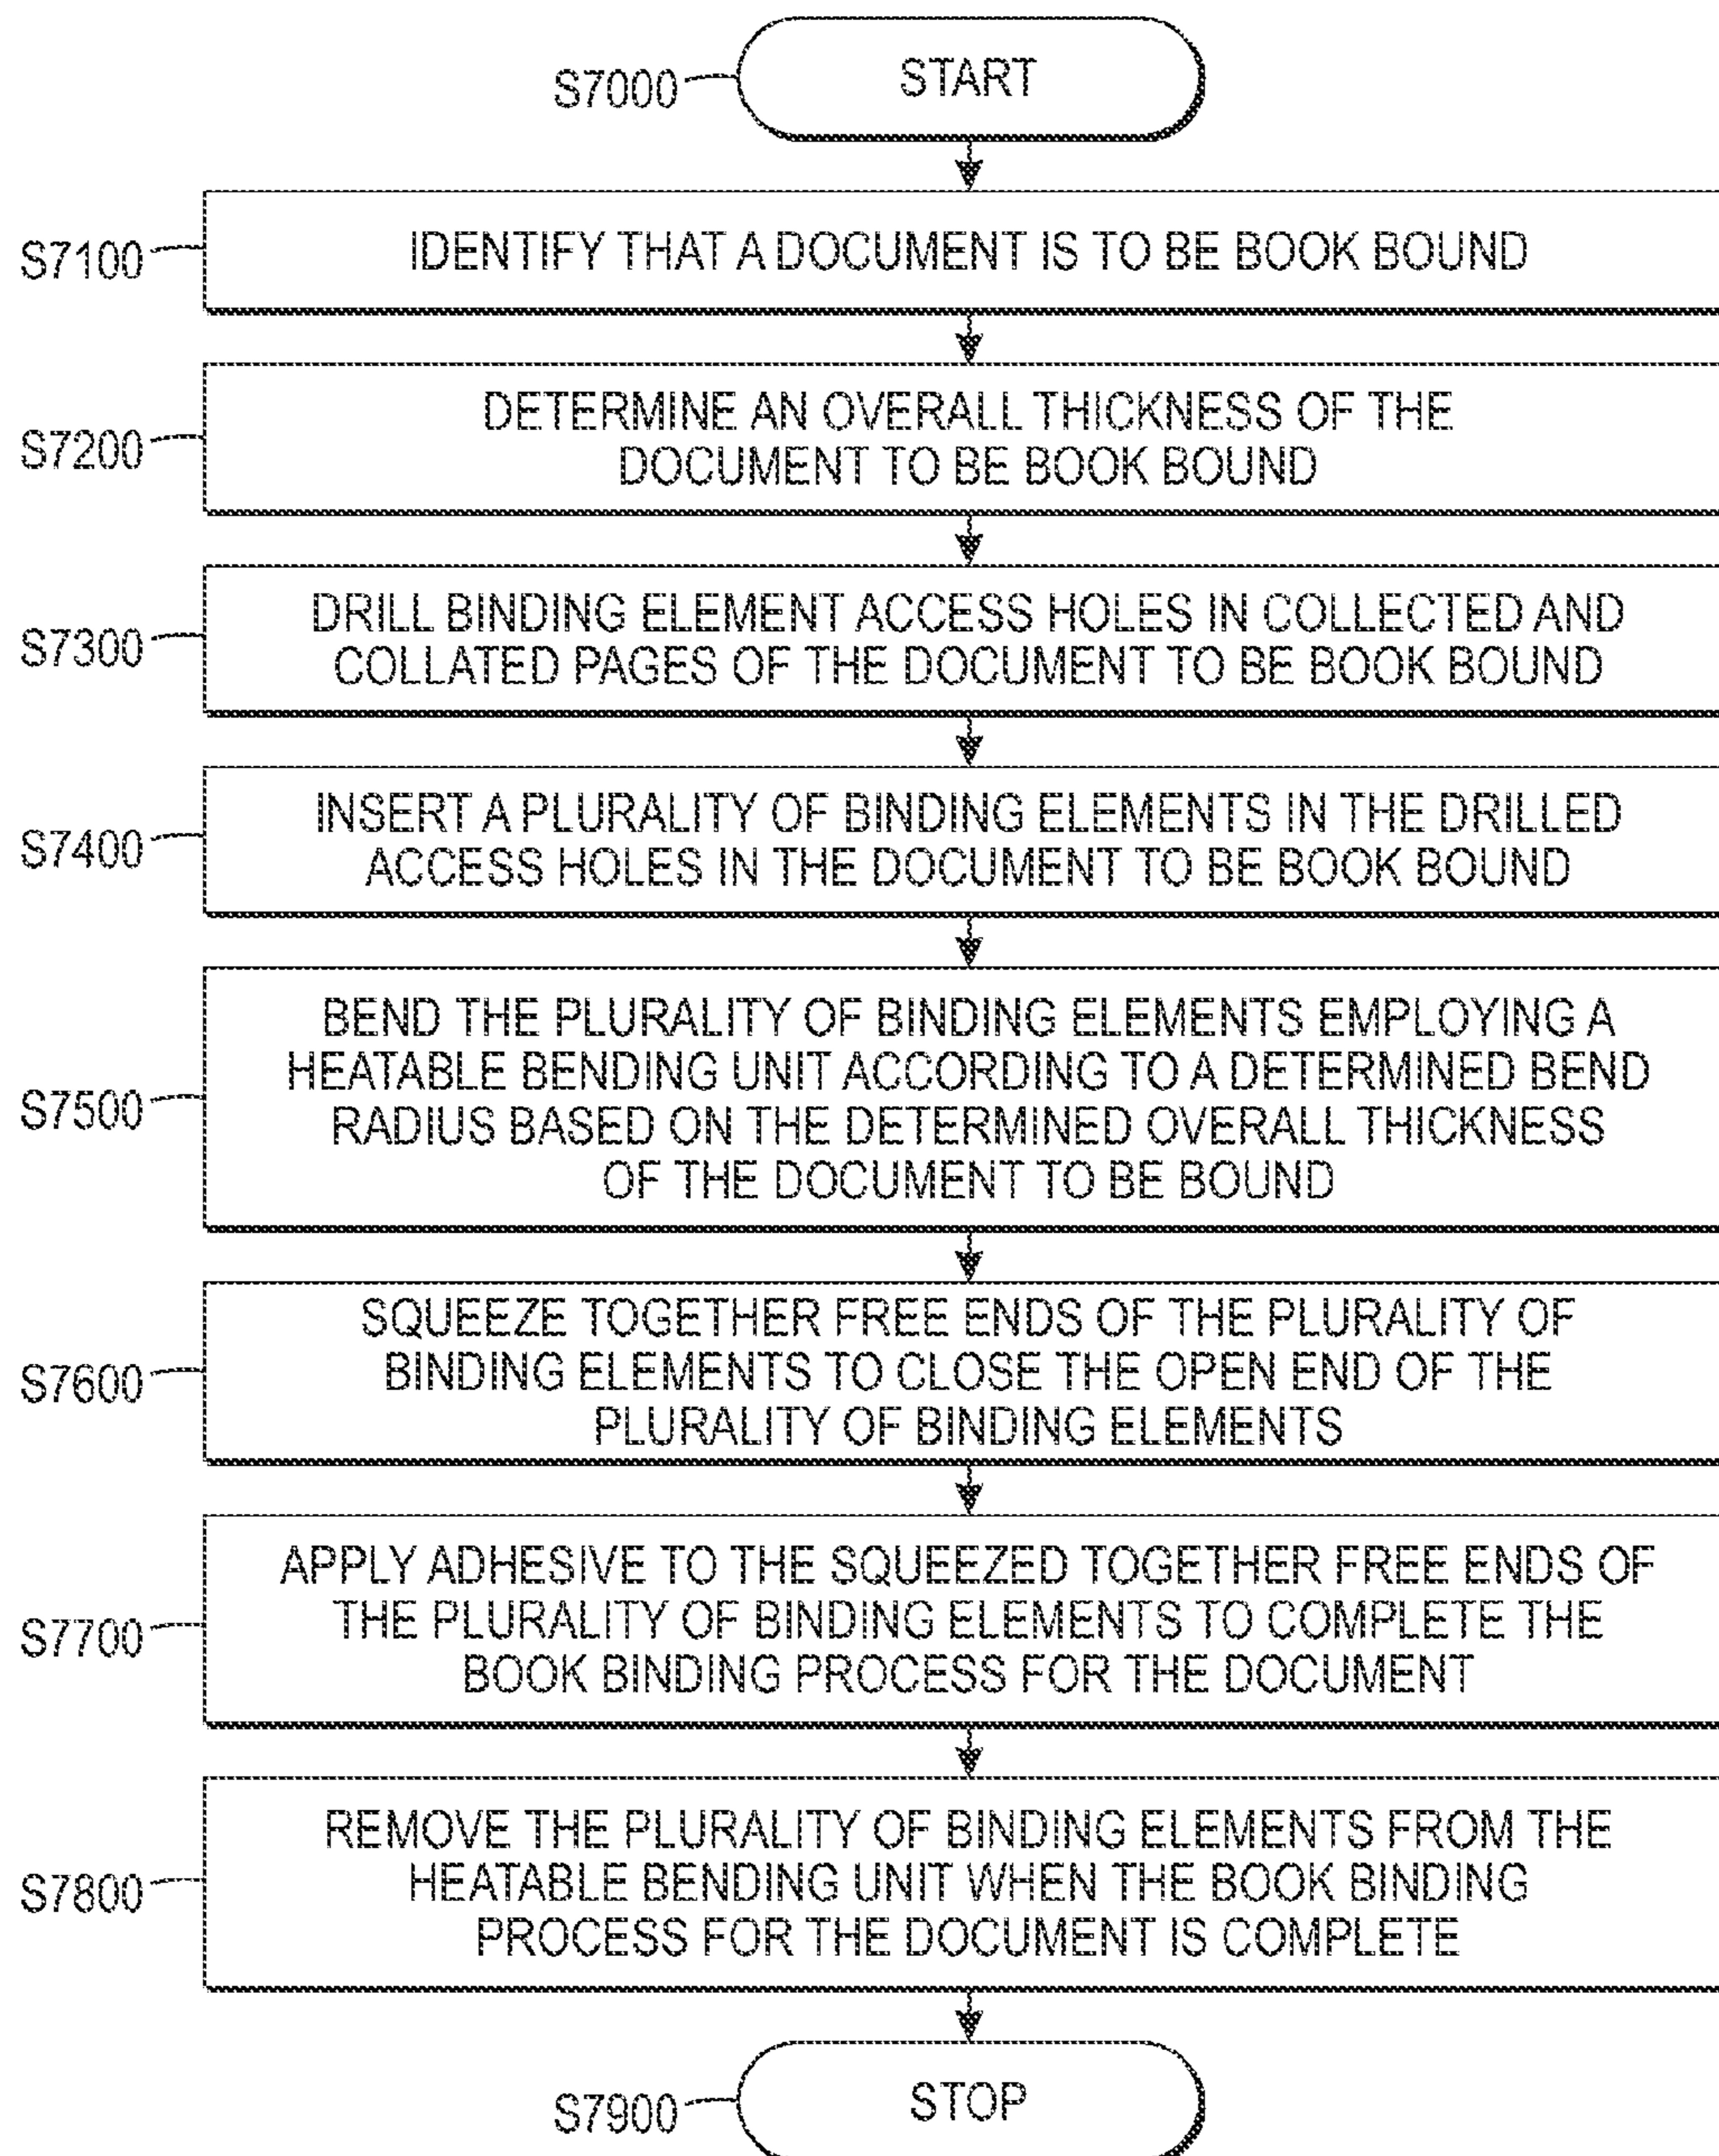 S7000
START
S7100
IDENTIFY THAT A DOCUMENT IS TO BE BOOK BOUND
S7200
DETERMINE AN OVERALL THICKNESS OF THE
DOCUMENT TO BE BOOK BOUND
S7300
DRILL BINDING ELEMENT ACCESS HOLES IN COLLECTED AND
COLLATED PAGES OF THE DOCUMENT TO BE BOOK BOUND
S7400
INSERT A PLURALITY OF BINDING ELEMENTS IN THE DRILLED
ACCESS HOLES IN THE DOCUMENT TO BE BOOK BOUND
S7500
BEND THE PLURALITY OF BINDING ELEMENTS EMPLOYING A
HEATABLE BENDING UNIT ACCORDING TO A DETERMINED BEND
RADIUS BASED ON THE DETERMINED OVERALL THICKNESS
OF THE DOCUMENT TO BE BOUND
S7600
SQUEEZE TOGETHER FREE ENDS OF THE PLURALITY OF
BINDING ELEMENTS TO CLOSE THE OPEN END OF THE
PLURALITY OF BINDING ELEMENTS
S7700
APPLY ADHESIVE TO THE SQUEEZED TOGETHER FREE ENDS OF
THE PLURALITY OF BINDING ELEMENTS TO COMPLETE THE
BOOK BINDING PROCESS FOR THE DOCUMENT
S7800
REMOVE THE PLURALITY OF BINDING ELEMENTS FROM THE
HEATABLE BENDING UNIT WHEN THE BOOK BINDING
PROCESS FOR THE DOCUMENT IS COMPLETE
S7900
STOP